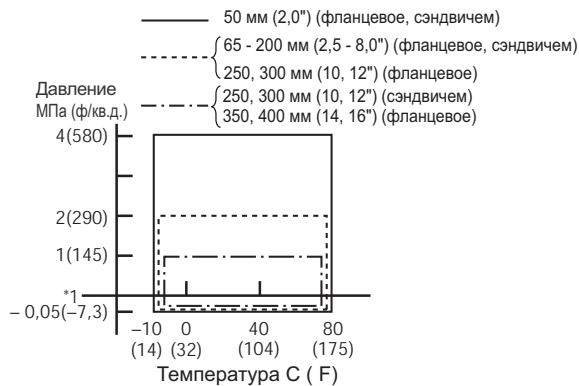 50 мм (2,0") (фланцевое, сэндвичем)
65 - 200 мм (2,5 - 8,0") (фланцевое, сэндвичем)
250, 300 мм (10, 12") (фланцевое)
250, 300 мм (10, 12") (сэндвичем)
350, 400 мм (14, 16") (фланцевое)
Давление
МПа (ф/кв.д.)
4(580)
2(290)
1(145)
*1
– 0,05(–7,3)
–10 0 40 80
(14) (32) (104) (175)
Температура C ( F)